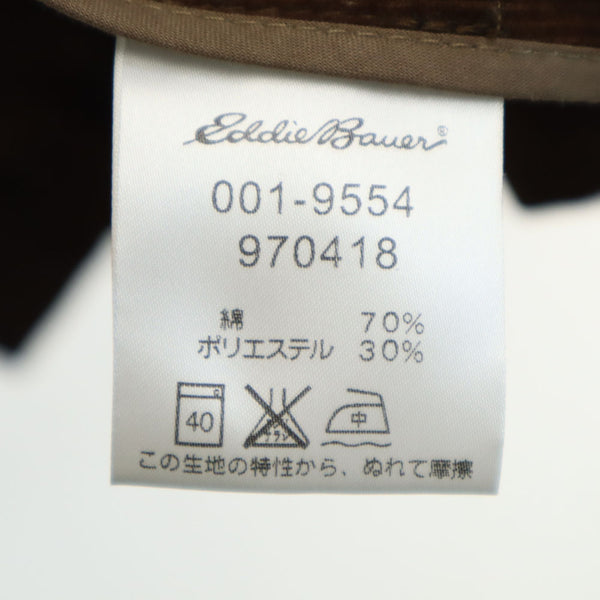 Eddie Bauer®
001-9554
970418
綿 70%
ポリエステル 30%
40 中
この生地の特性から、ぬれて摩擦